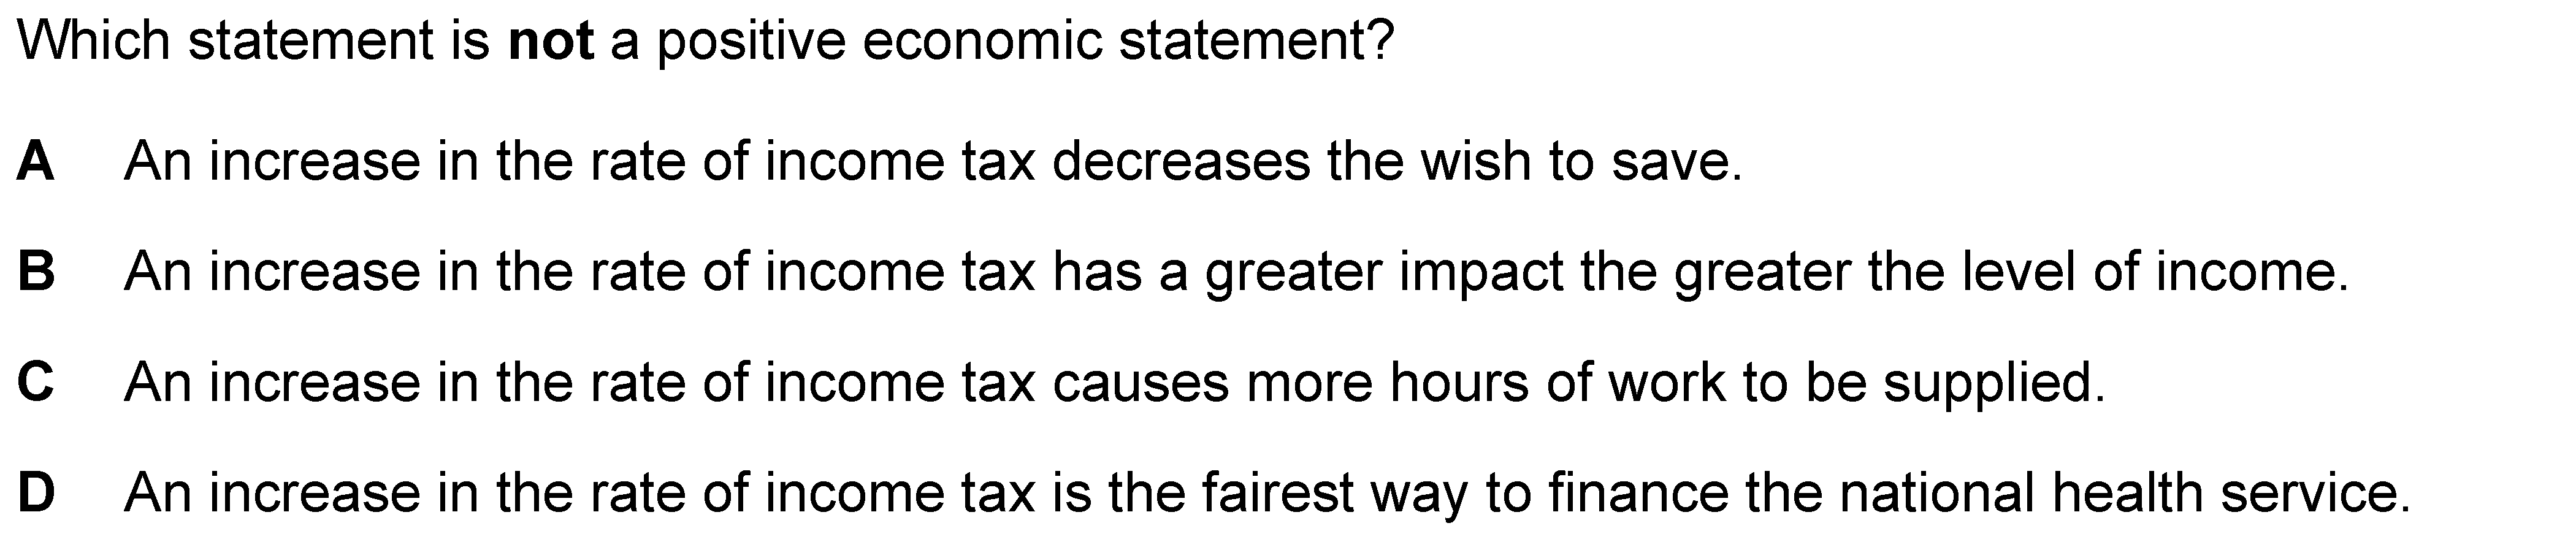 Which statement is not a positive economic statement?
A An increase in the rate of income tax decreases the wish to save.
B An increase in the rate of income tax has a greater impact the greater the level of income.
C An increase in the rate of income tax causes more hours of work to be supplied.
D An increase in the rate of income tax is the fairest way to finance the national health service.